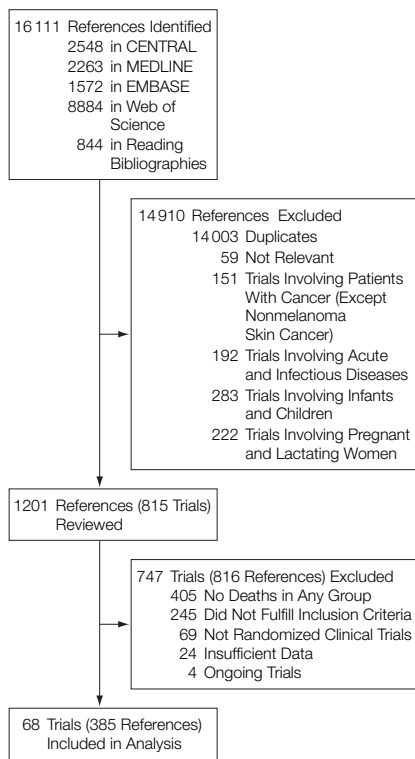 16 111 References Identified
2548 in CENTRAL
2263 in MEDLINE
1572 in EMBASE
8884 in Web of
Science
844 in Reading
Bibliographies
14 910 References Excluded
14 003 Duplicates
59 Not Relevant
151 Trials Involving Patients
With Cancer (Except
Nonmelanoma
Skin Cancer)
192 Trials Involving Acute
and Infectious Diseases
283 Trials Involving Infants
and Children
222 Trials Involving Pregnant
and Lactating Women
1201 References (815 Trials)
Reviewed
747 Trials (816 References) Excluded
405 No Deaths in Any Group
245 Did Not Fulfill Inclusion Criteria
69 Not Randomized Clinical Trials
24 Insufficient Data
4 Ongoing Trials
68 Trials (385 References)
Included in Analysis